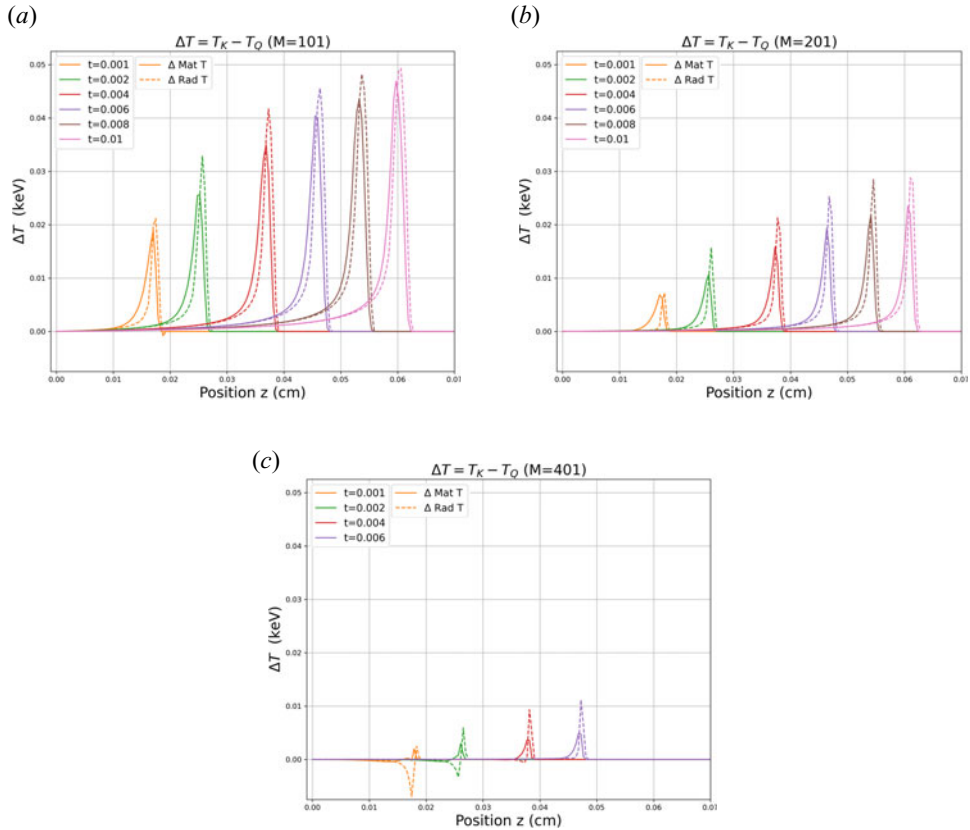 (a)
ΔT = T_K − T_Q (M=101)
t=0.001
t=0.002
t=0.004
t=0.006
t=0.008
t=0.01
Δ Mat T
Δ Rad T
0.05
0.04
0.03
0.02
0.01
0.00
ΔT (keV)
0.00 0.01 0.02 0.03 0.04 0.05 0.06 0.07
Position z (cm)
(b)
ΔT = T_K − T_Q (M=201)
t=0.001
t=0.002
t=0.004
t=0.006
t=0.008
t=0.01
Δ Mat T
Δ Rad T
0.05
0.04
0.03
0.02
0.01
0.00
ΔT (keV)
0.00 0.01 0.02 0.03 0.04 0.05 0.06 0.07
Position z (cm)
(c)
ΔT = T_K − T_Q (M=401)
t=0.001
t=0.002
t=0.004
t=0.006
Δ Mat T
Δ Rad T
0.05
0.04
0.03
0.02
0.01
0.00
ΔT (keV)
0.00 0.01 0.02 0.03 0.04 0.05 0.06 0.07
Position z (cm)